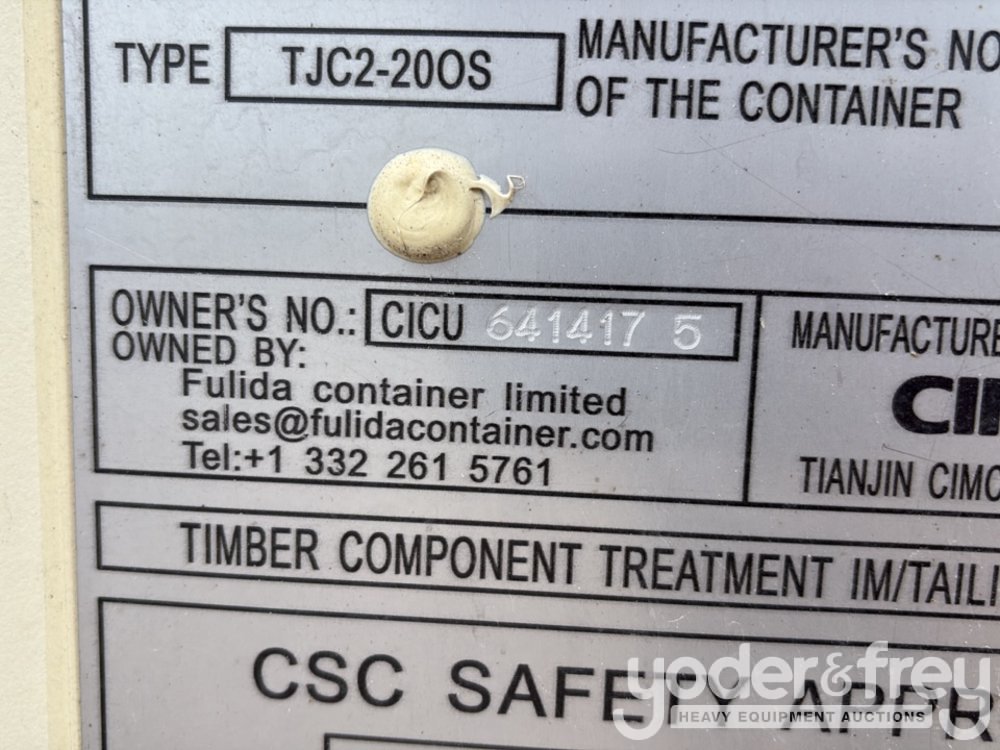 TYPE TJC2-20OS
MANUFACTURER'S NO
OF THE CONTAINER
OWNER'S NO.: CICU 641417 5
OWNED BY:
Fulida container limited
sales@fulidacontainer.com
Tel:+1 332 261 5761
MANUFACTURE
CI
TIANJIN CIMC
TIMBER COMPONENT TREATMENT IM/TAILI
CSC SAFETY APPR
yoder&frey
HEAVY EQUIPMENT AUCTIONS